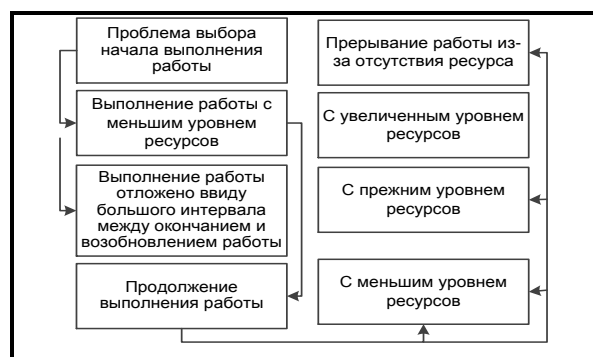 Проблема выбора
начала выполнения
работы
Выполнение работы с
меньшим уровнем
ресурсов
Выполнение работы
отложено ввиду
большого интервала
между окончанием и
возобновлением работы
Продолжение
выполнения работы
Прерывание работы из-
за отсутствия ресурса
С увеличенным уровнем
ресурсов
С прежним уровнем
ресурсов
С меньшим уровнем
ресурсов